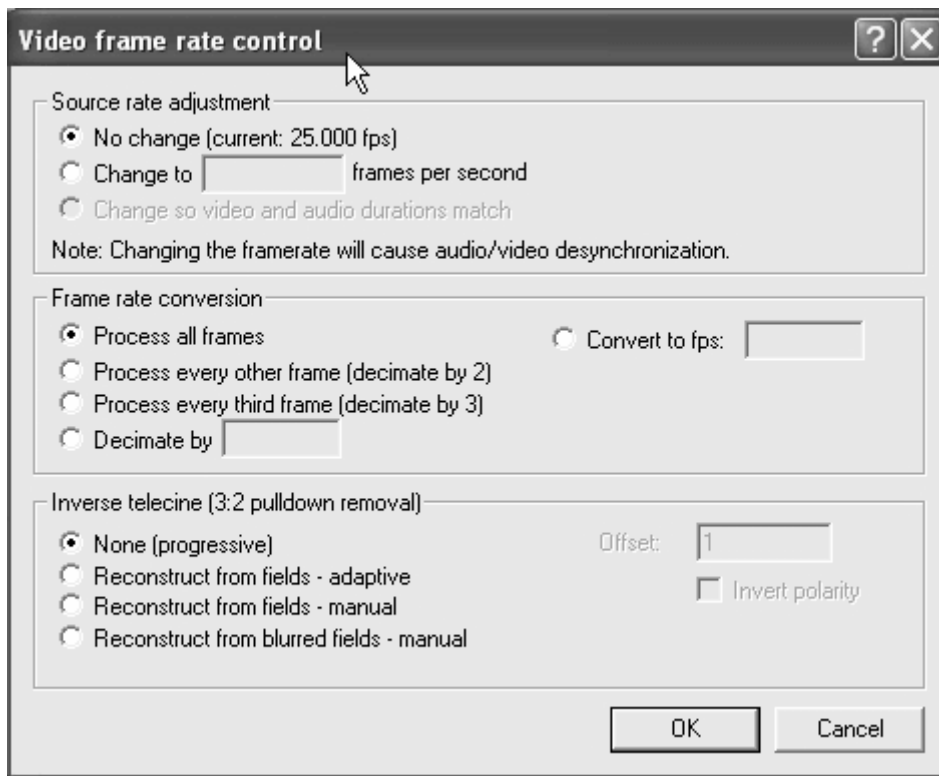 Video frame rate control
Source rate adjustment
No change (current: 25.000 fps)
Change to frames per second
Change so video and audio durations match
Note: Changing the framerate will cause audio/video desynchronization.
Frame rate conversion
Process all frames Convert to fps:
Process every other frame (decimate by 2)
Process every third frame (decimate by 3)
Decimate by
Inverse telecine (3:2 pulldown removal)
None (progressive) Offset: 1
Reconstruct from fields - adaptive Invert polarity
Reconstruct from fields - manual
Reconstruct from blurred fields - manual
OK Cancel